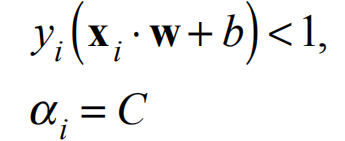 yᵢ(𝐱ᵢ · 𝐰 + b) < 1,
αᵢ = C